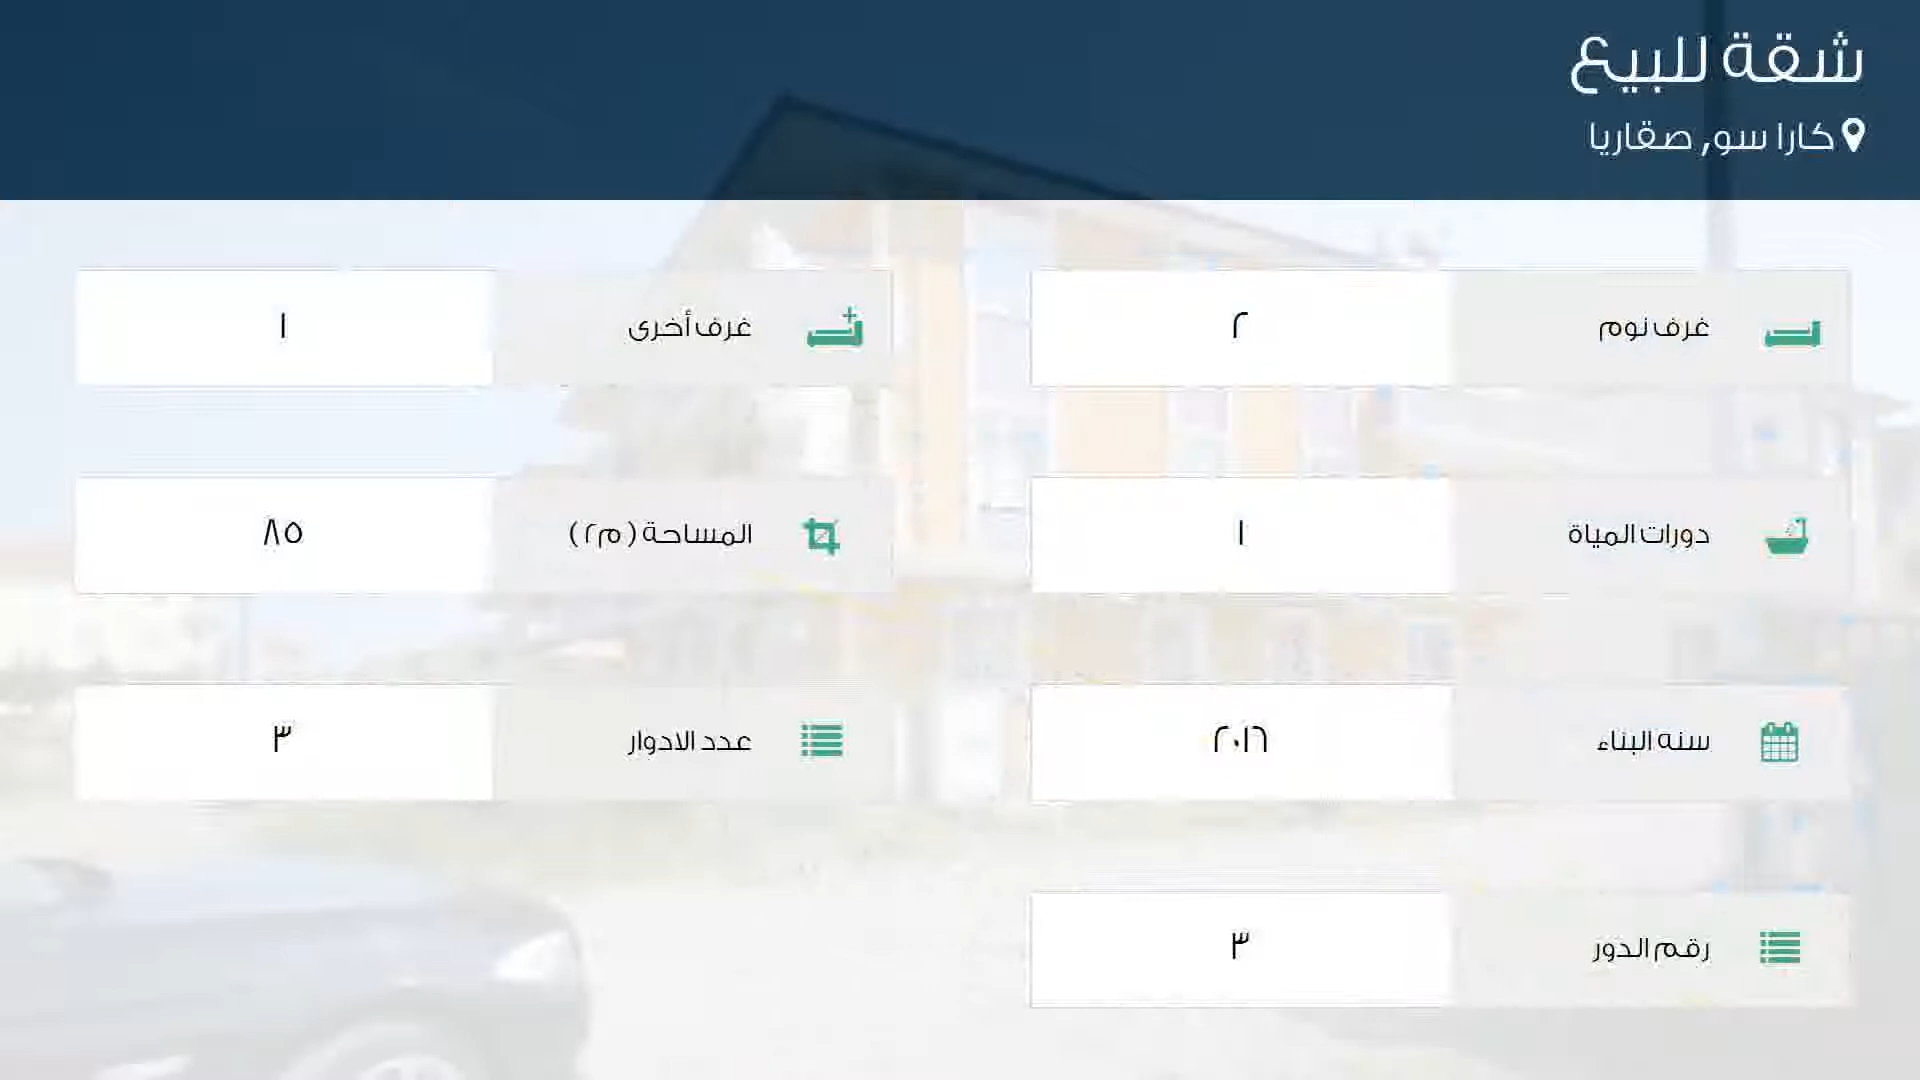 شقة للبيع
كارا سو, صقاريا
غرف نوم ٢
غرف أخرى ١
دورات المياة ١
المساحة (م٢) ٨٥
سنه البناء ٢٠١٦
عدد الادوار ٣
رقم الدور ٣